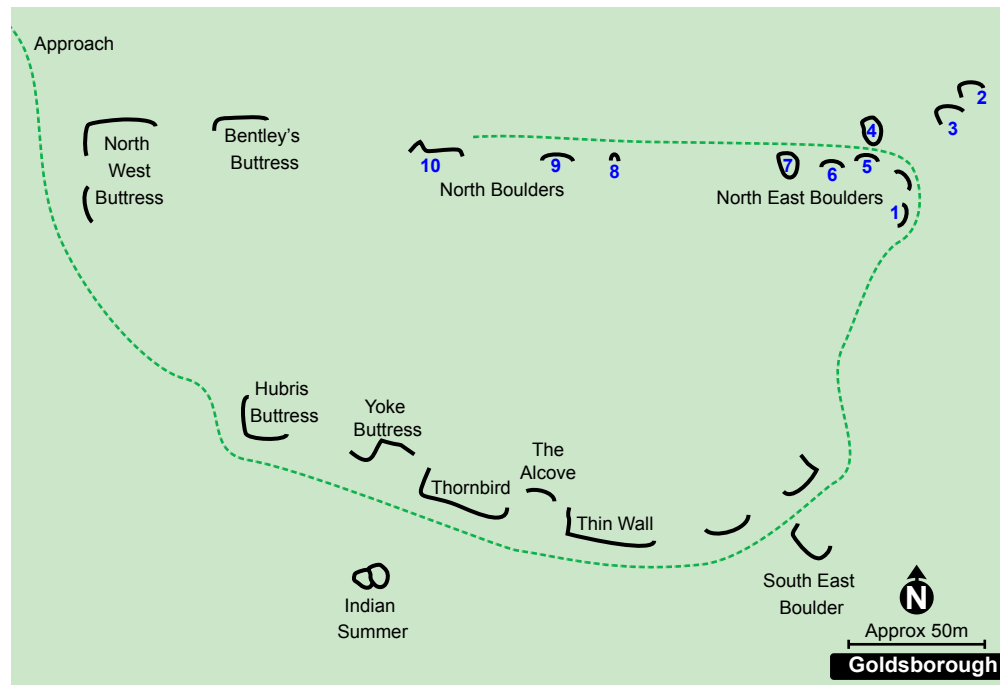 Approach
North
West
Buttress
Bentley's
Buttress
10
9
8
North Boulders
7
6
5
4
3
2
North East Boulders
1
Hubris
Buttress
Yoke
Buttress
Thornbird
The
Alcove
Thin Wall
Indian
Summer
South East
Boulder
N
Approx 50m
Goldsborough